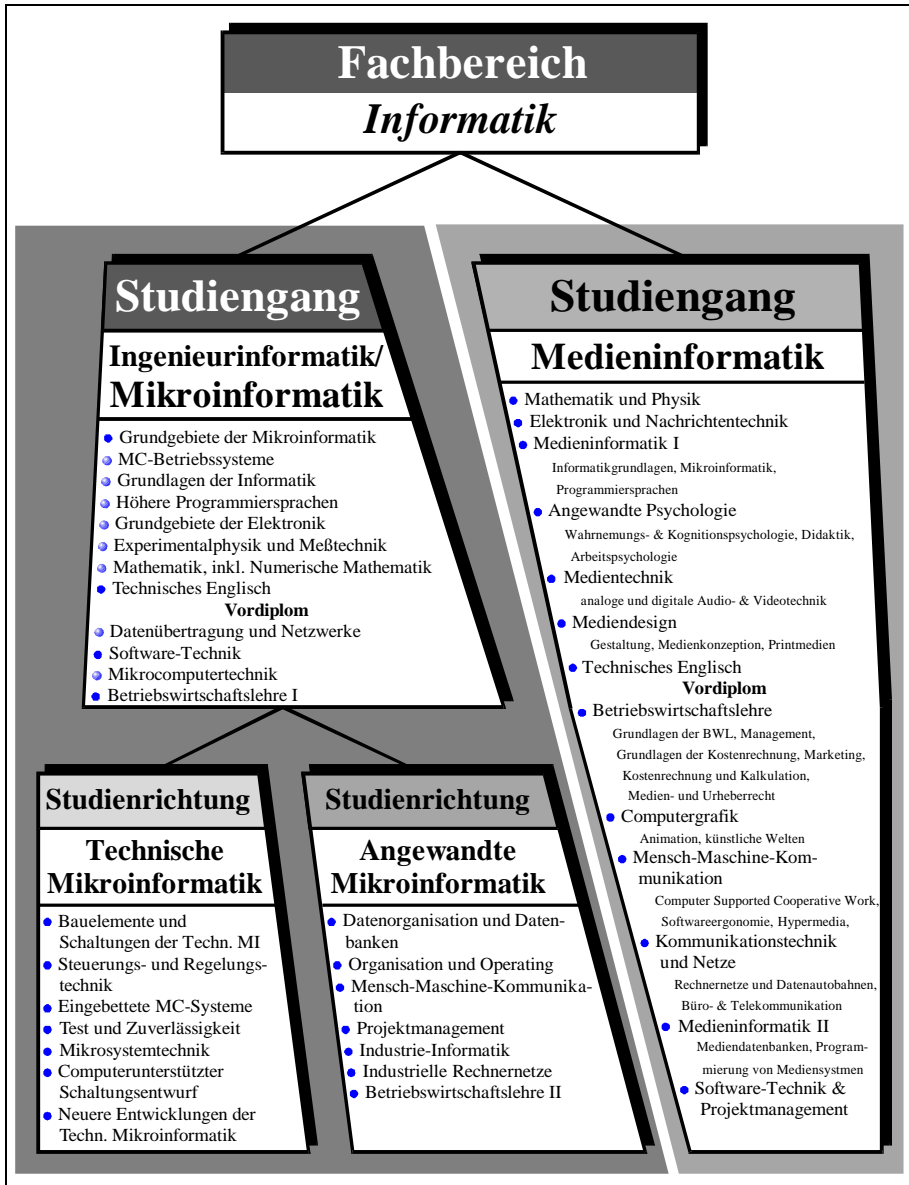 Fachbereich
Informatik
Studiengang
Ingenieurinformatik/
Mikroinformatik
Grundgebiete der Mikroinformatik
MC-Betriebssysteme
Grundlagen der Informatik
Höhere Programmiersprachen
Grundgebiete der Elektronik
Experimentalphysik und Meßtechnik
Mathematik, inkl. Numerische Mathematik
Technisches Englisch
Vordiplom
Datenübertragung und Netzwerke
Software-Technik
Mikrocomputertechnik
Betriebswirtschaftslehre I
Studienrichtung
Technische
Mikroinformatik
Bauelemente und
Schaltungen der Techn. MI
Steuerungs- und Regelungs-
technik
Eingebettete MC-Systeme
Test und Zuverlässigkeit
Mikrosystemtechnik
Computerunterstützter
Schaltungsentwurf
Neuere Entwicklungen der
Techn. Mikroinformatik
Studienrichtung
Angewandte
Mikroinformatik
Datenorganisation und Daten-
banken
Organisation und Operating
Mensch-Maschine-Kommunika-
tion
Projektmanagement
Industrie-Informatik
Industrielle Rechnernetze
Betriebswirtschaftslehre II
Studiengang
Medieninformatik
Mathematik und Physik
Elektronik und Nachrichtentechnik
Medieninformatik I
Informatikgrundlagen, Mikroinformatik,
Programmiersprachen
Angewandte Psychologie
Wahrnemungs- & Kognitionspsychologie, Didaktik,
Arbeitspsychologie
Medientechnik
analoge und digitale Audio- & Videotechnik
Mediendesign
Gestaltung, Medienkonzeption, Printmedien
Technisches Englisch
Vordiplom
Betriebswirtschaftslehre
Grundlagen der BWL, Management,
Grundlagen der Kostenrechnung, Marketing,
Kostenrechnung und Kalkulation,
Medien- und Urheberrecht
Computergrafik
Animation, künstliche Welten
Mensch-Maschine-Kom-
munikation
Computer Supported Cooperative Work,
Softwareergonomie, Hypermedia,
Kommunikationstechnik
und Netze
Rechnernetze und Datenautobahnen,
Büro- & Telekommunikation
Medieninformatik II
Mediendatenbanken, Program-
mierung von Mediensystmen
Software-Technik &
Projektmanagement